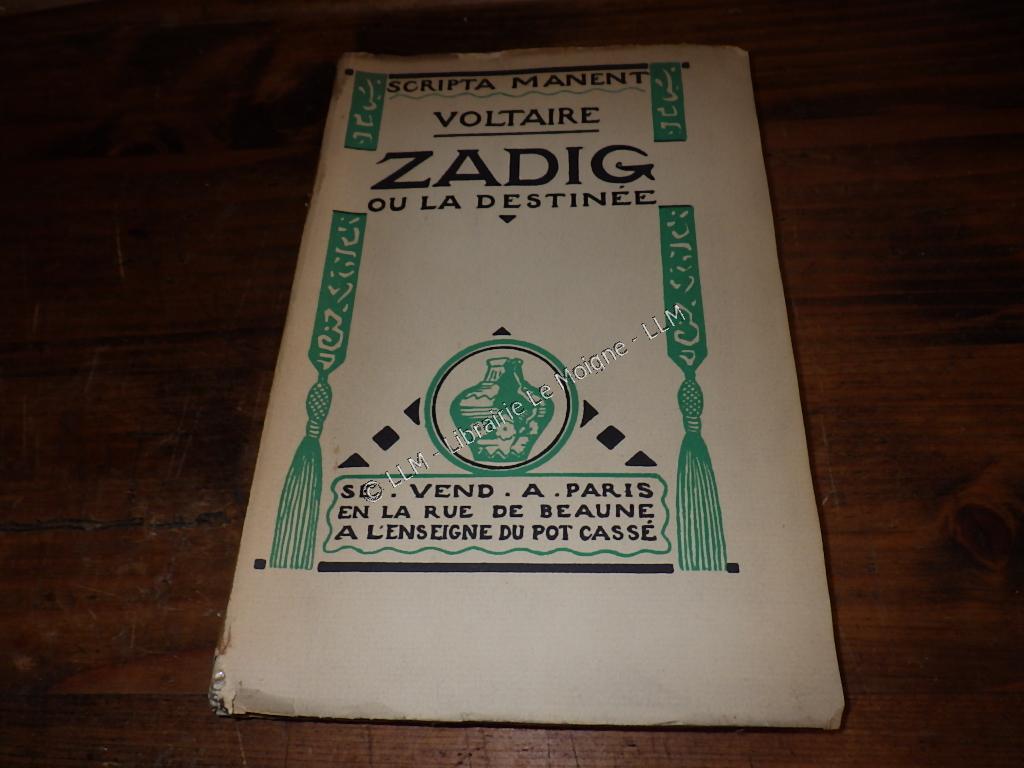 SCRIPTA MANENT
VOLTAIRE
ZADIG
OU LA DESTINÉE
© LLM - Librairie Le Moigne - LLM
SE . VEND . A . PARIS
EN LA RUE DE BEAUNE
A L'ENSEIGNE DU POT CASSÉ